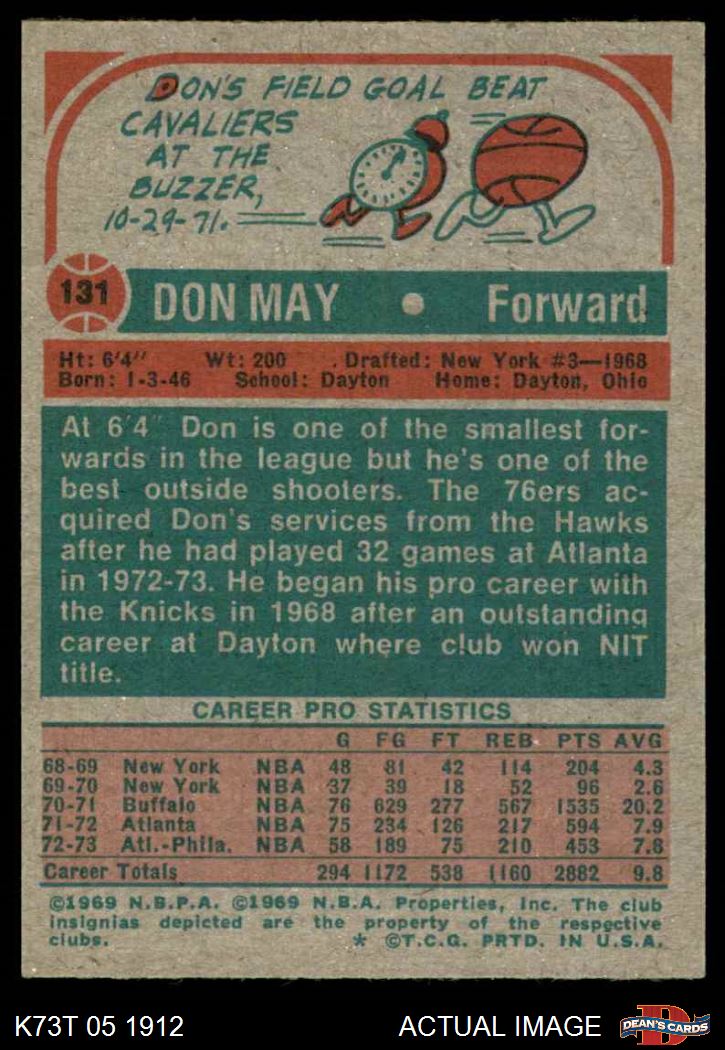 DON'S FIELD GOAL BEAT
CAVALIERS
AT THE
BUZZER,
10-29-71.
131
DON MAY • Forward
Ht: 6'4" Wt: 200 Drafted: New York #3—1968
Born: 1-3-46 School: Dayton Home: Dayton, Ohio
At 6'4" Don is one of the smallest for-
wards in the league but he's one of the
best outside shooters. The 76ers ac-
quired Don's services from the Hawks
after he had played 32 games at Atlanta
in 1972-73. He began his pro career with
the Knicks in 1968 after an outstanding
career at Dayton where club won NIT
title.
CAREER PRO STATISTICS
G FG FT REB PTS AVG
68-69 New York NBA 48 81 42 114 204 4.3
69-70 New York NBA 37 39 18 52 96 2.6
70-71 Buffalo NBA 76 629 277 567 1535 20.2
71-72 Atlanta NBA 75 234 126 217 594 7.9
72-73 Atl.-Phila. NBA 58 189 75 210 453 7.8
Career Totals 294 1172 538 1160 2882 9.8
©1969 N.B.P.A. ©1969 N.B.A. Properties, Inc. The club
insignias depicted are the property of the respective
clubs. * ©T.C.G. PRTD. IN U.S.A.
K73T 05 1912 ACTUAL IMAGE
DEAN'S CARDS